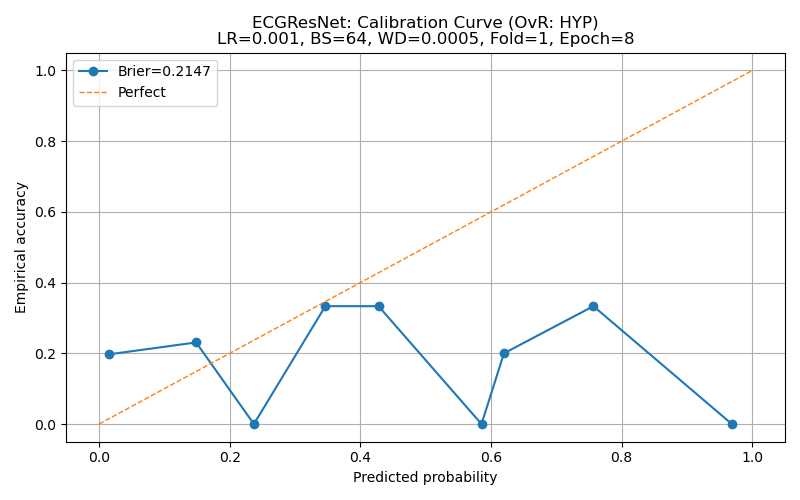 ECGResNet: Calibration Curve (OvR: HYP)
LR=0.001, BS=64, WD=0.0005, Fold=1, Epoch=8
Brier=0.2147
Perfect
1.0
0.8
0.6
0.4
0.2
0.0
Empirical accuracy
0.0 0.2 0.4 0.6 0.8 1.0
Predicted probability